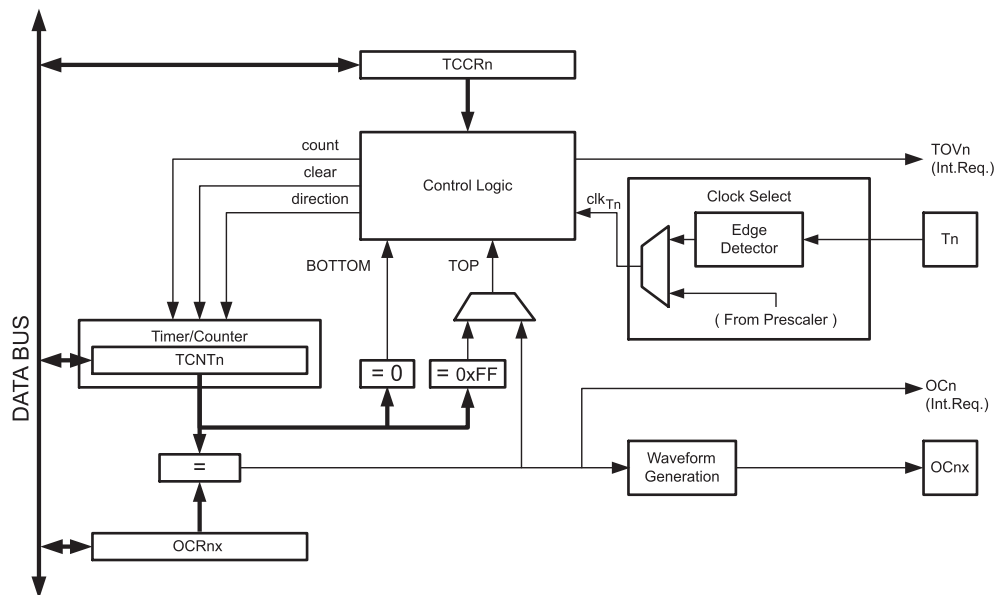 TCCRn
count
clear
direction
Control Logic
TOVn
(Int.Req.)
clkTn
Clock Select
Edge
Detector
Tn
( From Prescaler )
BOTTOM
TOP
DATA BUS
Timer/Counter
TCNTn
= 0
= 0xFF
OCn
(Int.Req.)
=
Waveform
Generation
OCnx
OCRnx